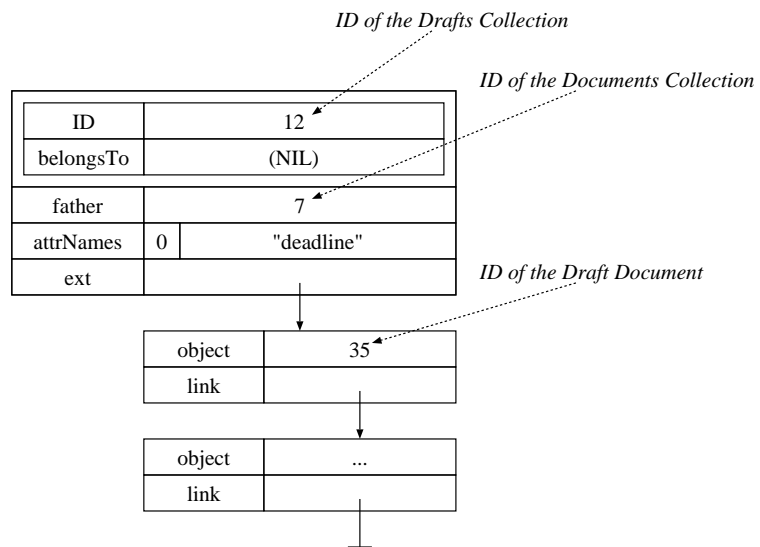 ID of the Drafts Collection
ID of the Documents Collection
ID 12
belongsTo (NIL)
father 7
attrNames 0 "deadline"
ext
ID of the Draft Document
object 35
link
object ...
link